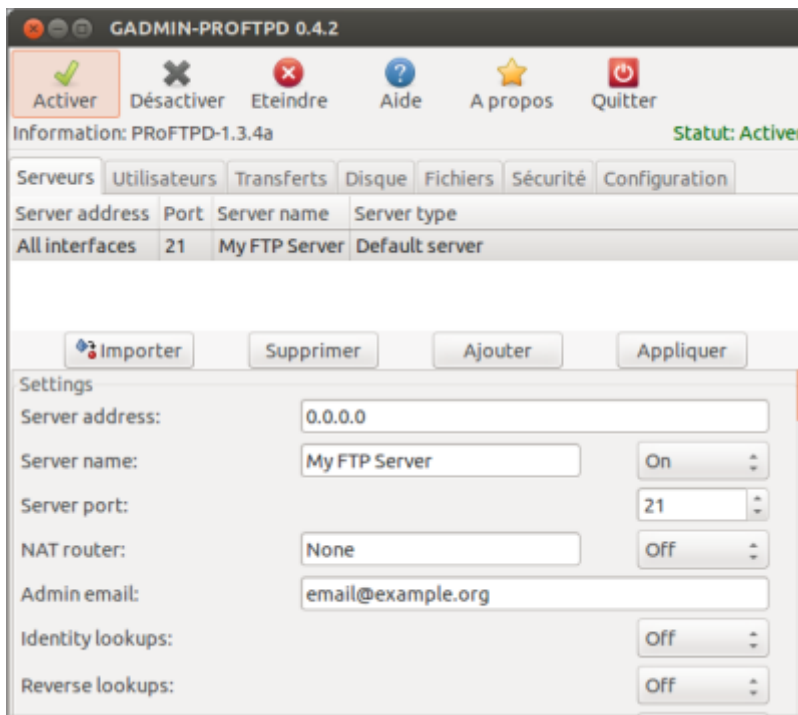 GADMIN-PROFTPD 0.4.2
Activer Désactiver Eteindre Aide A propos Quitter
Information: PRoFTPD-1.3.4a Statut: Activer
Serveurs Utilisateurs Transferts Disque Fichiers Sécurité Configuration
Server address Port Server name Server type
All interfaces 21 My FTP Server Default server
Importer Supprimer Ajouter Appliquer
Settings
Server address: 0.0.0.0
Server name: My FTP Server On
Server port: 21
NAT router: None Off
Admin email: email@example.org
Identity lookups: Off
Reverse lookups: Off